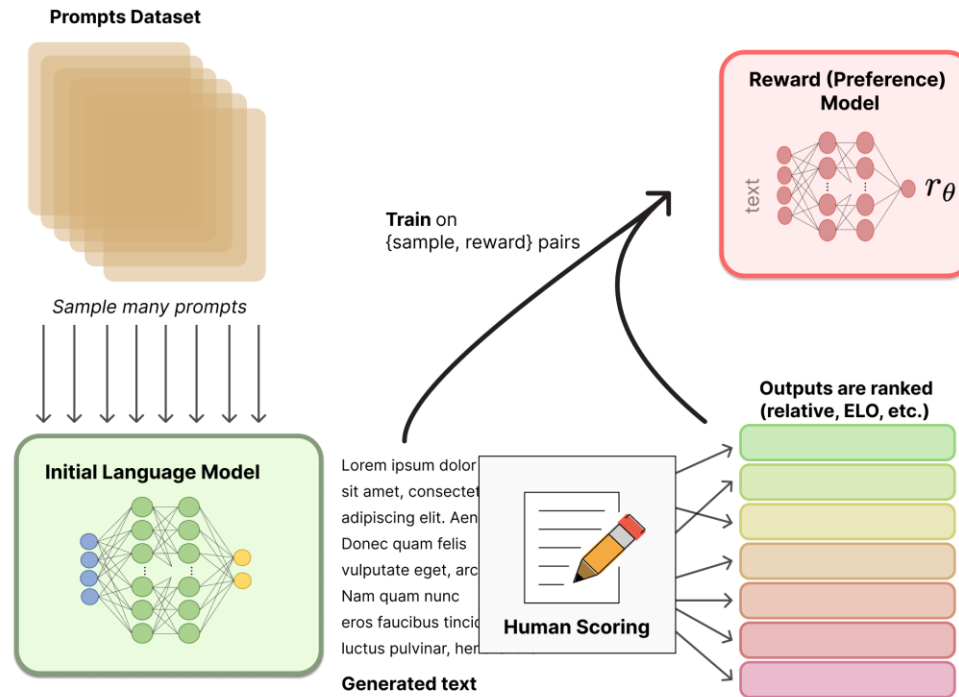 Prompts Dataset
Sample many prompts
Initial Language Model
Train on
{sample, reward} pairs
Reward (Preference)
Model
text
rθ
Lorem ipsum dolor
sit amet, consectet
adipiscing elit. Aen
Donec quam felis
vulputate eget, arc
Nam quam nunc
eros faucibus tincid
luctus pulvinar, hen
Generated text
Human Scoring
Outputs are ranked
(relative, ELO, etc.)